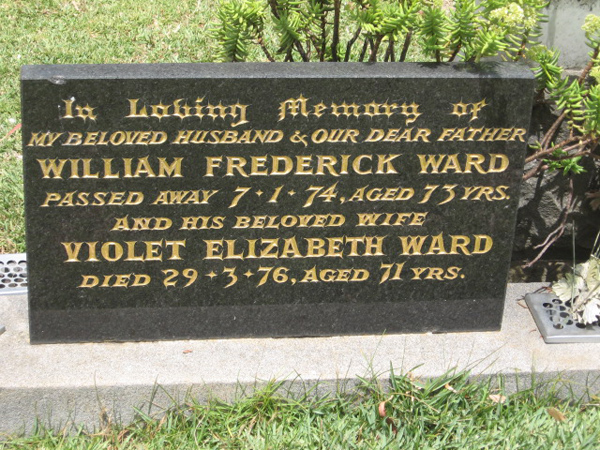 In Loving Memory of
MY BELOVED HUSBAND & OUR DEAR FATHER
WILLIAM FREDERICK WARD
PASSED AWAY 7·1·74, AGED 73 YRS.
AND HIS BELOVED WIFE
VIOLET ELIZABETH WARD
DIED 29·3·76, AGED 71 YRS.